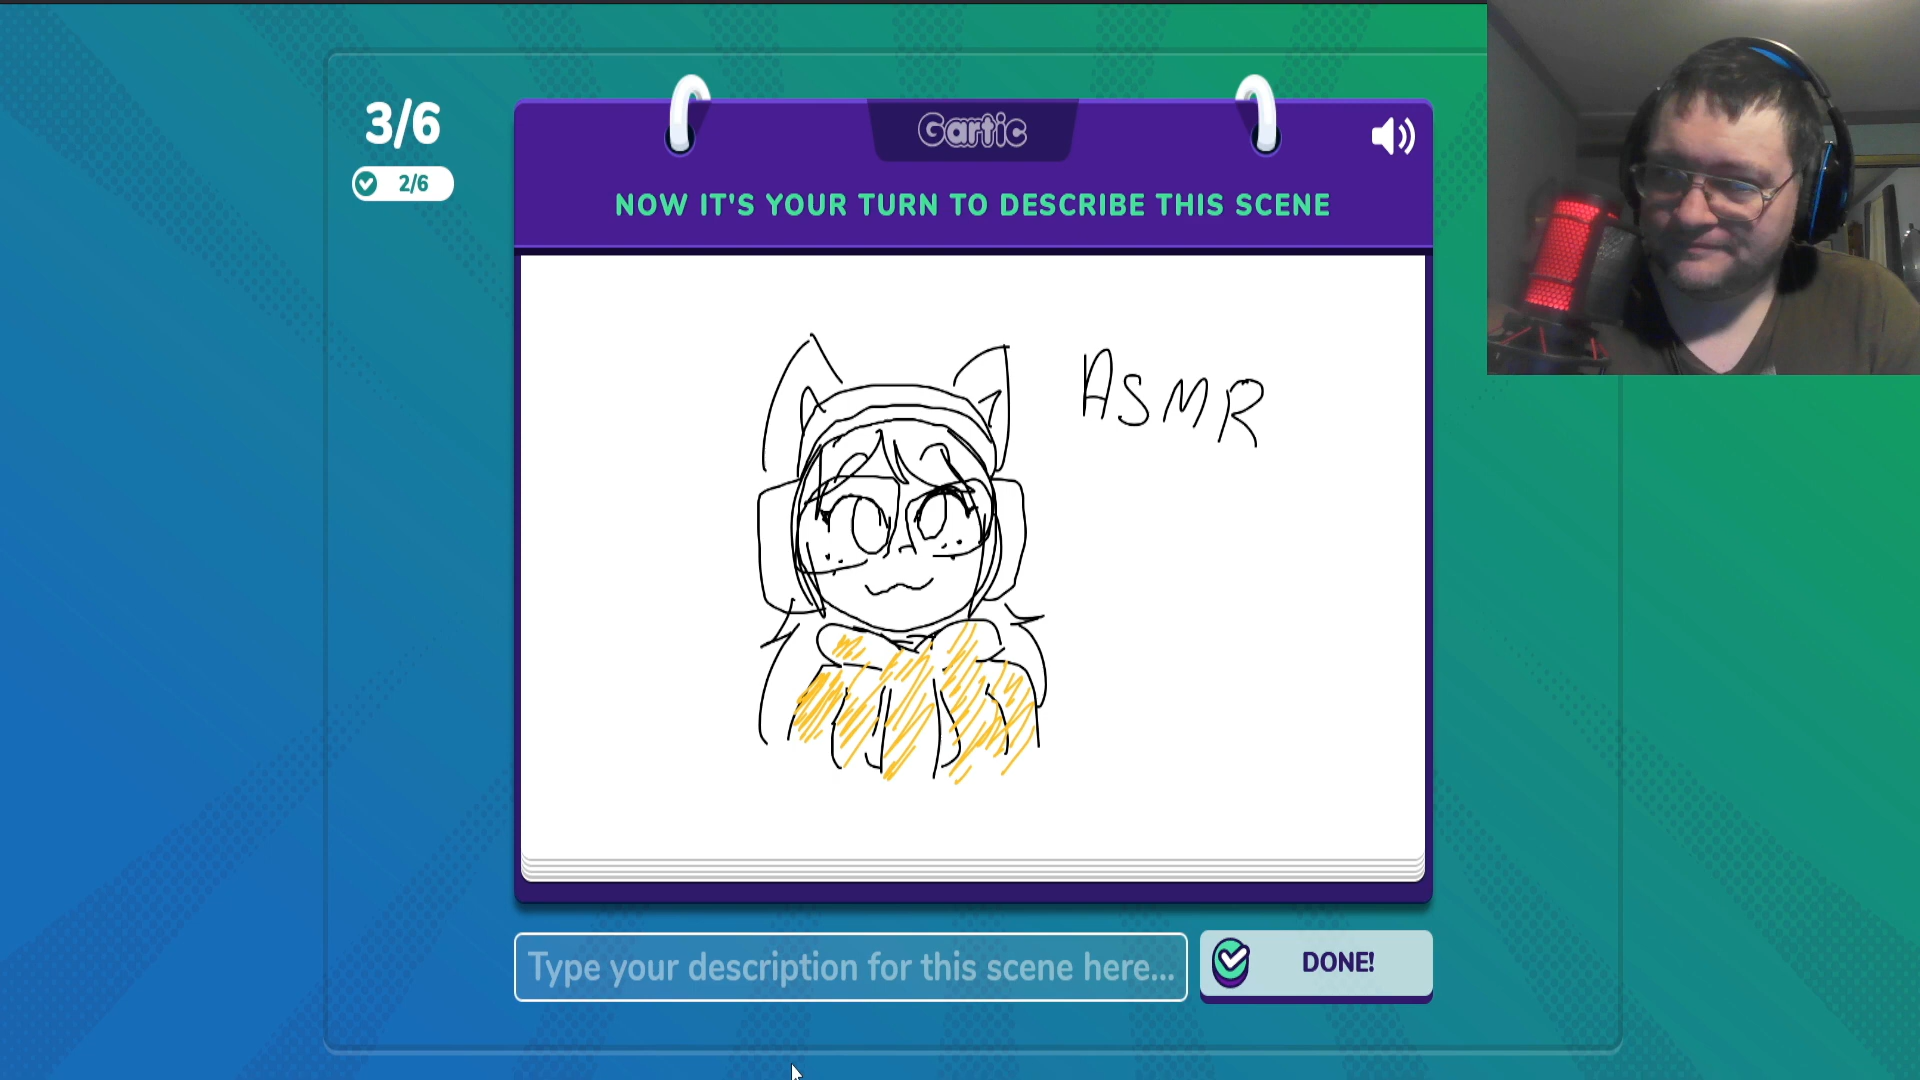 3/6
2/6
Gartic
NOW IT'S YOUR TURN TO DESCRIBE THIS SCENE
ASMR
Type your description for this scene here...
DONE!